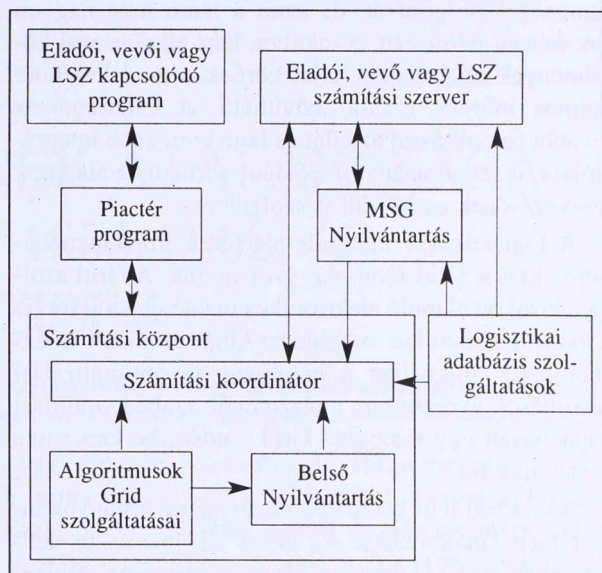 Eladói, vevői vagy
LSZ kapcsolódó
program
Eladói, vevő vagy LSZ
számítási szerver
Piactér
program
MSG
Nyilvántartás
Számítási központ
Számítási koordinátor
Logisztikai
adatbázis szol-
gáltatások
Algoritmusok
Grid
szolgáltatásai
Belső
Nyilvántartás